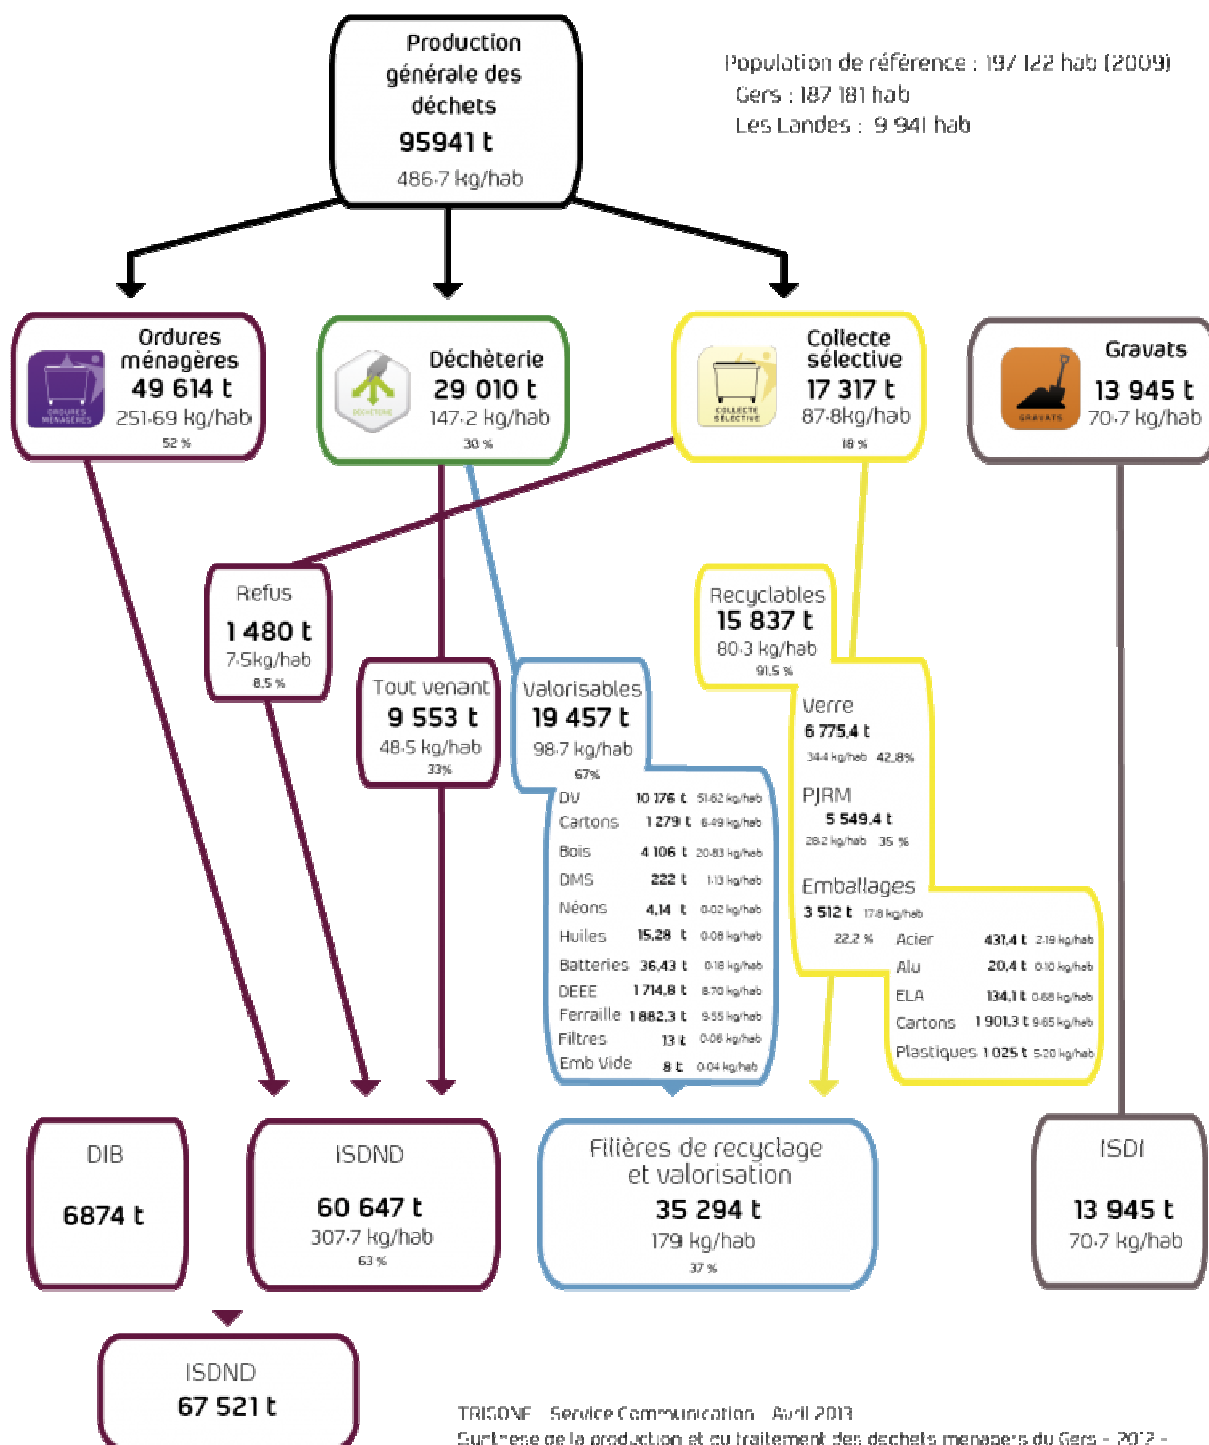 Production
générale des
déchets
95941 t
486.7 kg/hab
Population de référence : 197 122 hab (2009)
Gers : 187 181 hab
Les Landes : 9 941 hab
Ordures
ménagères
49 614 t
251.69 kg/hab
52 %
ORDURES
MÉNAGÈRES
Déchèterie
29 010 t
147.2 kg/hab
30 %
DÉCHÈTERIE
Collecte
sélective
17 317 t
87.8kg/hab
18 %
COLLECTE
SÉLECTIVE
Gravats
13 945 t
70.7 kg/hab
GRAVATS
Refus
1 480 t
7.5kg/hab
8,5 %
Tout venant
9 553 t
48.5 kg/hab
33%
Valorisables
19 457 t
98.7 kg/hab
67%
DV 10 176 t 51.62 kg/hab
Cartons 1 279 t 6.49 kg/hab
Bois 4 106 t 20.83 kg/hab
DMS 222 t 1.13 kg/hab
Néons 4,14 t 0.02 kg/hab
Huiles 15,28 t 0.08 kg/hab
Batteries 36,43 t 0.18 kg/hab
DEEE 1 714,8 t 8.70 kg/hab
Ferraille 1 882,3 t 9.55 kg/hab
Filtres 13 t 0.06 kg/hab
Emb Vide 8 t 0.04 kg/hab
Recyclables
15 837 t
80.3 kg/hab
91,5 %
Verre
6 775,4 t
34.4 kg/hab 42,8%
PJRM
5 549,4 t
28.2 kg/hab 35 %
Emballages
3 512 t 17.8 kg/hab
22,2 %
Acier 431,4 t 2.19 kg/hab
Alu 20,4 t 0.10 kg/hab
ELA 134,1 t 0.68 kg/hab
Cartons 1 901,3 t 9.65 kg/hab
Plastiques 1 025 t 5.20 kg/hab
DIB
6874 t
ISDND
60 647 t
307.7 kg/hab
63 %
Filières de recyclage
et valorisation
35 294 t
179 kg/hab
37 %
ISDI
13 945 t
70.7 kg/hab
ISDND
67 521 t
TRIGONE Service Communication Avril 2013
Synthese de la production et du traitement des dechets menagers du Gers - 2012 -